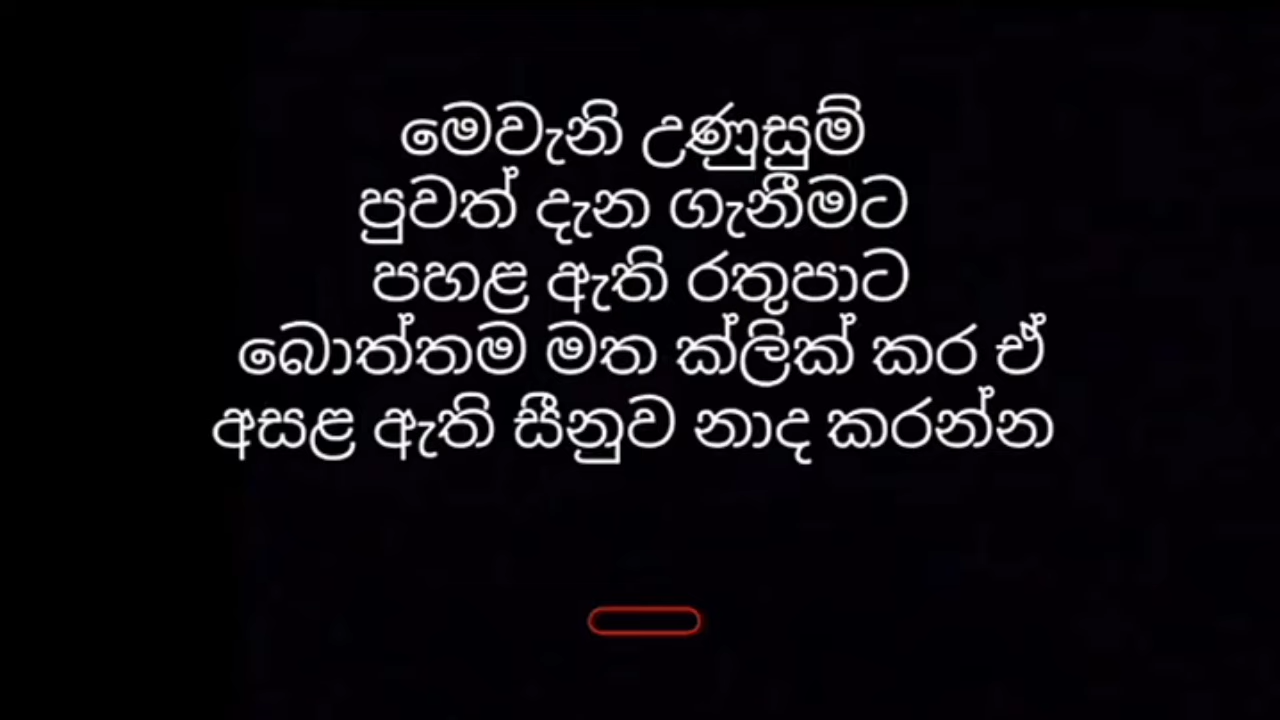 මෙවැනි උණුසුම්
පුවත් දැන ගැනීමට
පහළ ඇති රතුපාට
බොත්තම මත ක්ලික් කර ඒ
අසළ ඇති සීනුව නාද කරන්න